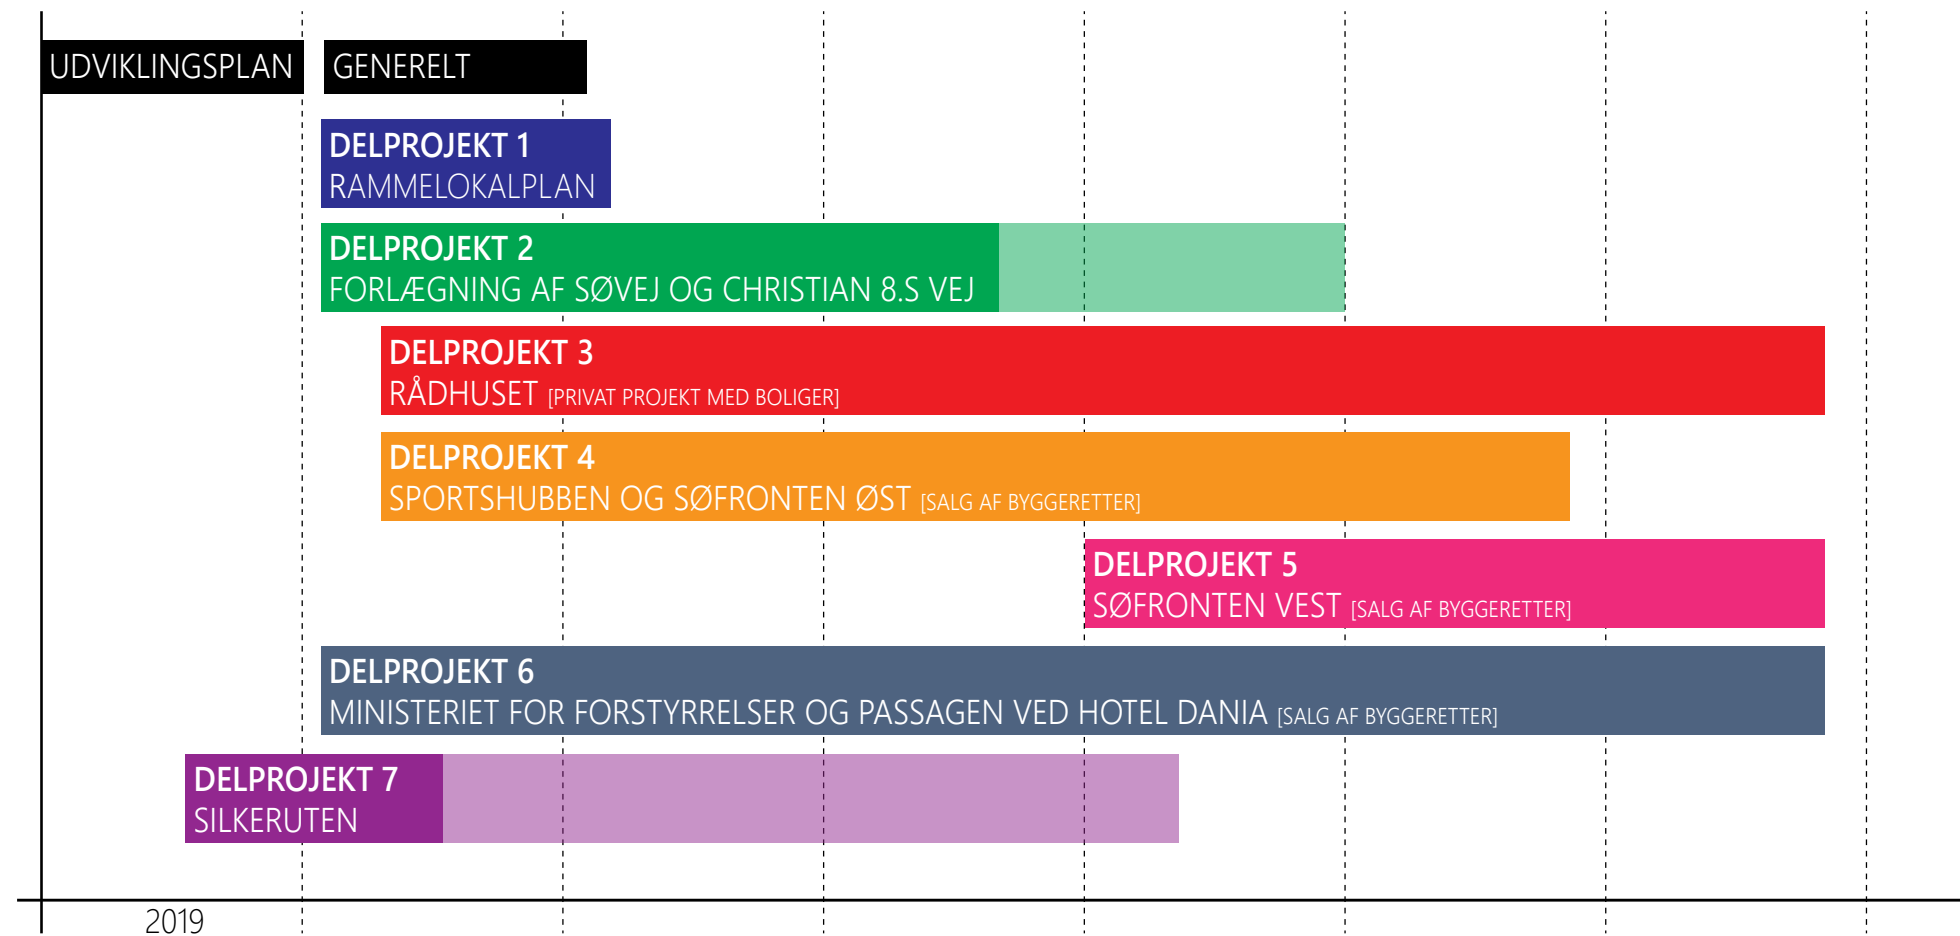 UDVIKLINGSPLAN GENERELT
DELPROJEKT 1
RAMMELOKALPLAN
DELPROJEKT 2
FORLÆGNING AF SØVEJ OG CHRISTIAN 8.S VEJ
DELPROJEKT 3
RÅDHUSET [PRIVAT PROJEKT MED BOLIGER]
DELPROJEKT 4
SPORTSHUBBEN OG SØFRONTEN ØST [SALG AF BYGGERETTER]
DELPROJEKT 5
SØFRONTEN VEST [SALG AF BYGGERETTER]
DELPROJEKT 6
MINISTERIET FOR FORSTYRRELSER OG PASSAGEN VED HOTEL DANIA [SALG AF BYGGERETTER]
DELPROJEKT 7
SILKERUTEN
2019